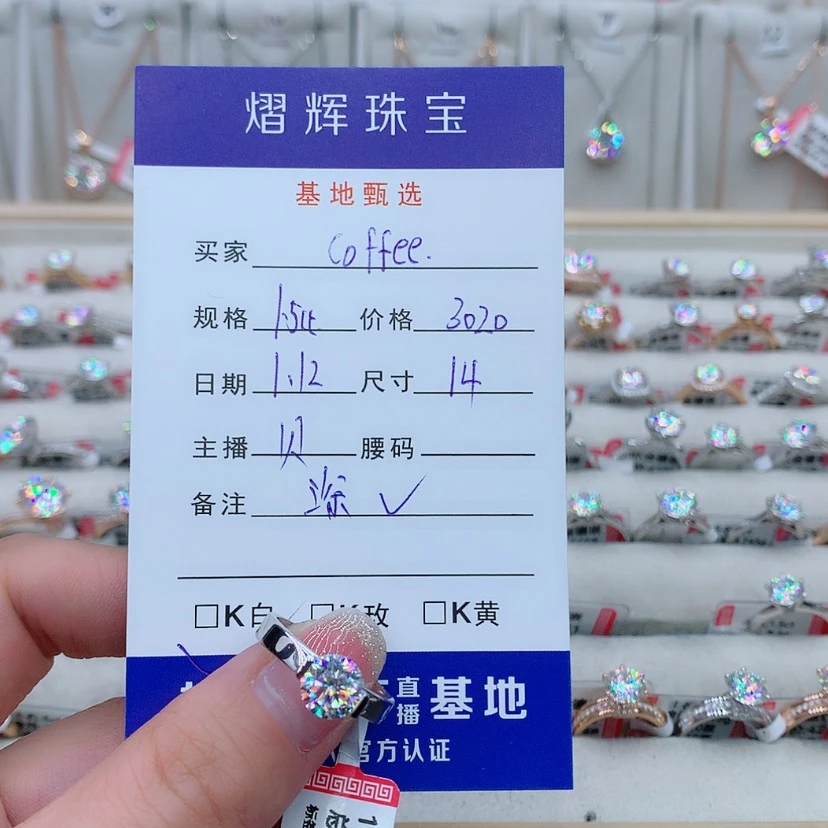 熠辉珠宝
基地甄选
买家 Coffee.
规格 1.5ct 价格 3020
日期 1.12 尺寸 14
主播 贝 腰码
备注 ✓
□K白 □K玫 □K黄
直播基地
官方认证